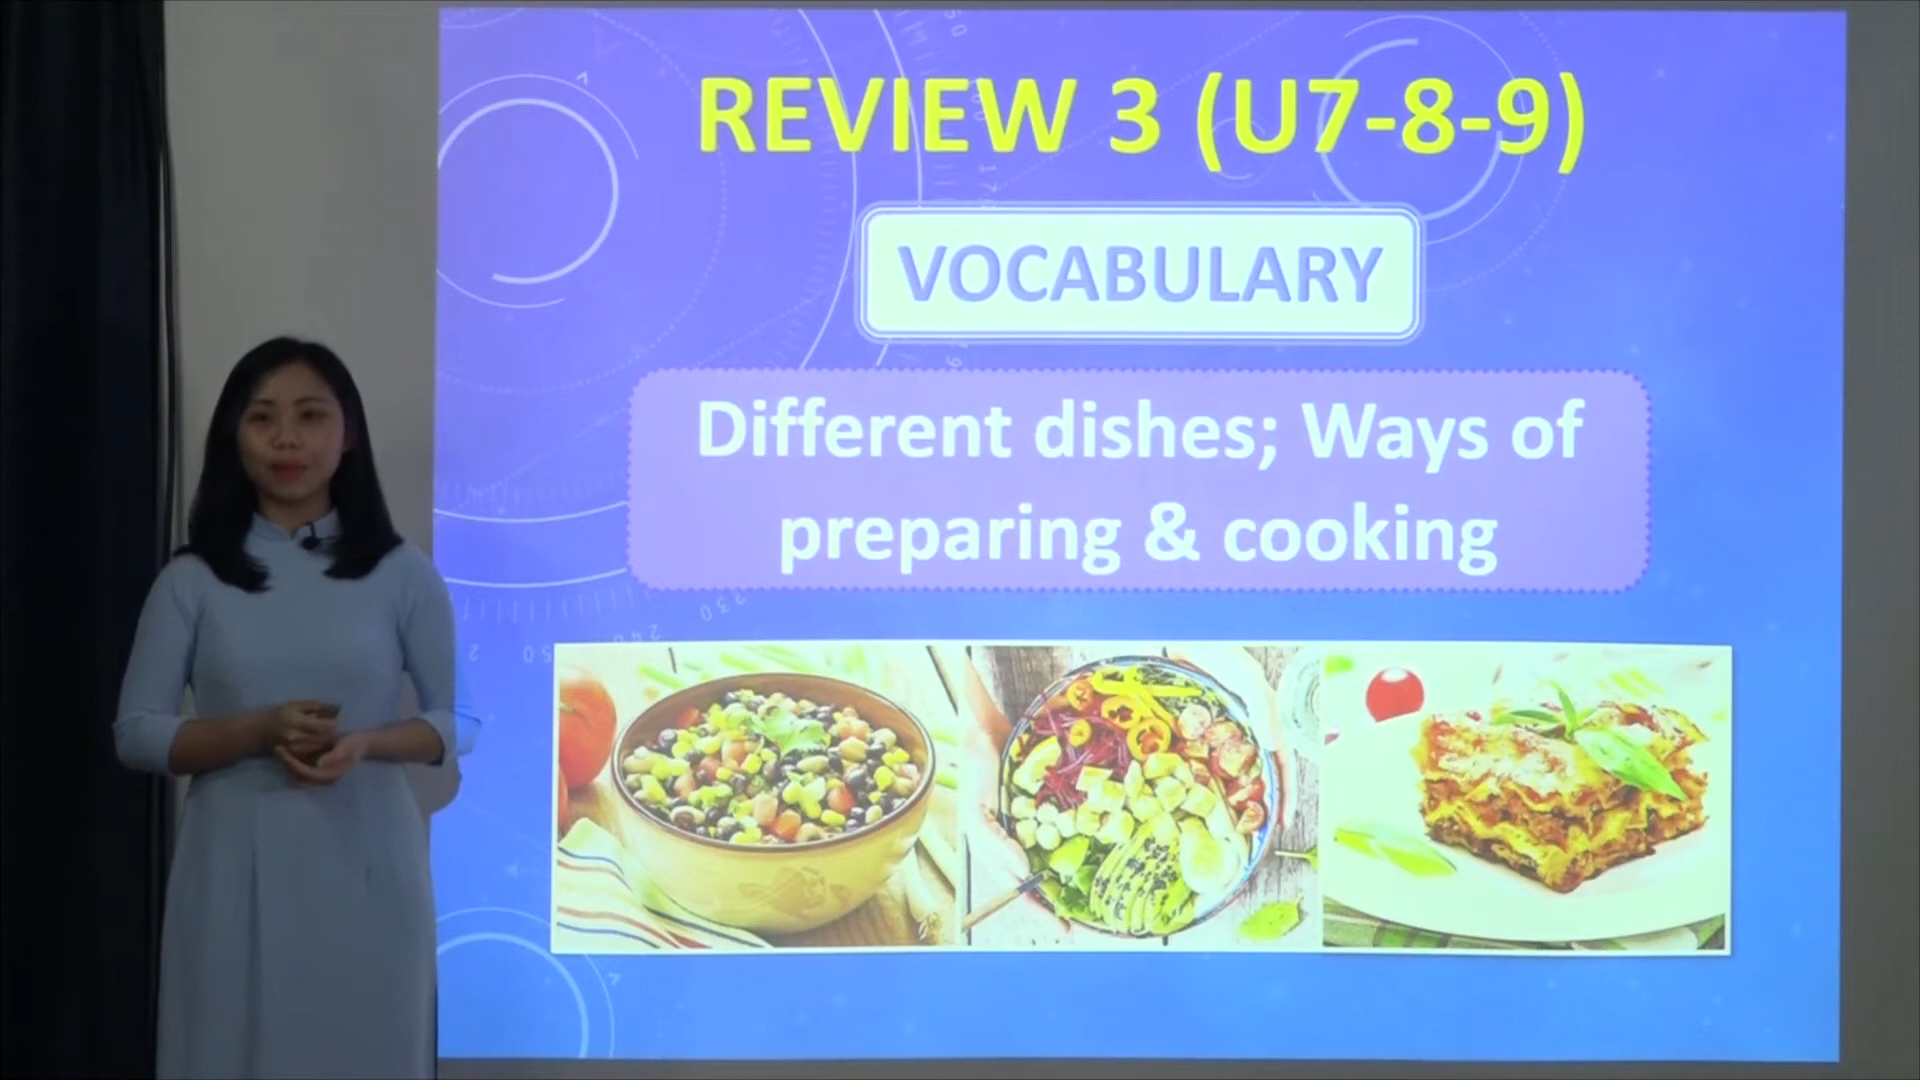 REVIEW 3 (U7-8-9)
VOCABULARY
Different dishes; Ways of
preparing & cooking